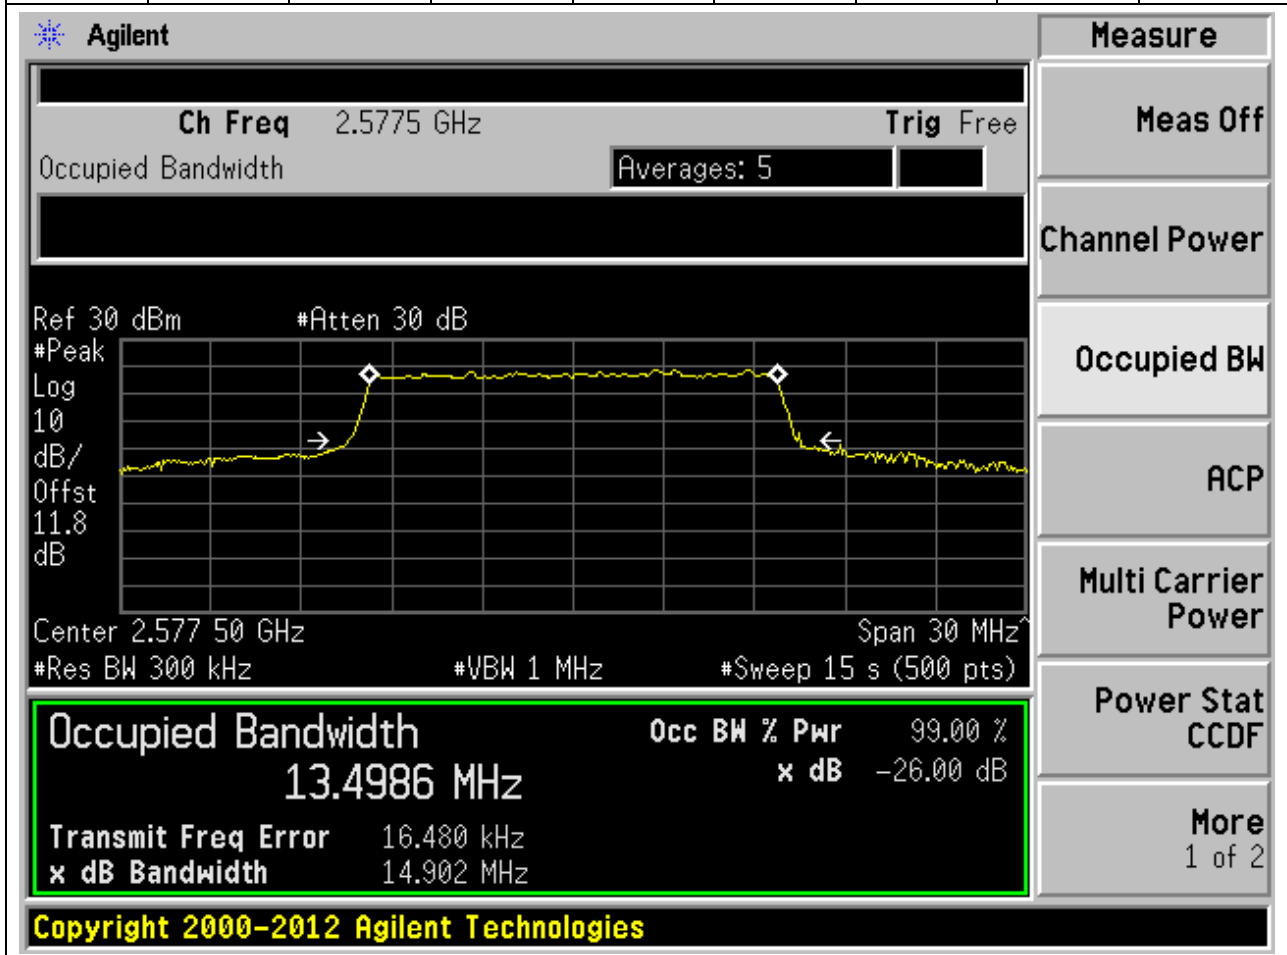 Agilent
Measure
Ch Freq 2.5775 GHz Trig Free
Occupied Bandwidth Averages: 5
Ref 30 dBm #Atten 30 dB
#Peak
Log
10
dB/
Offst
11.8
dB
Center 2.577 50 GHz Span 30 MHz^
#Res BW 300 kHz #VBW 1 MHz #Sweep 15 s (500 pts)
Occupied Bandwidth Occ BW % Pwr 99.00 %
13.4986 MHz x dB -26.00 dB
Transmit Freq Error 16.480 kHz
x dB Bandwidth 14.902 MHz
Meas Off
Channel Power
Occupied BW
ACP
Multi Carrier
Power
Power Stat
CCDF
More
1 of 2
Copyright 2000-2012 Agilent Technologies